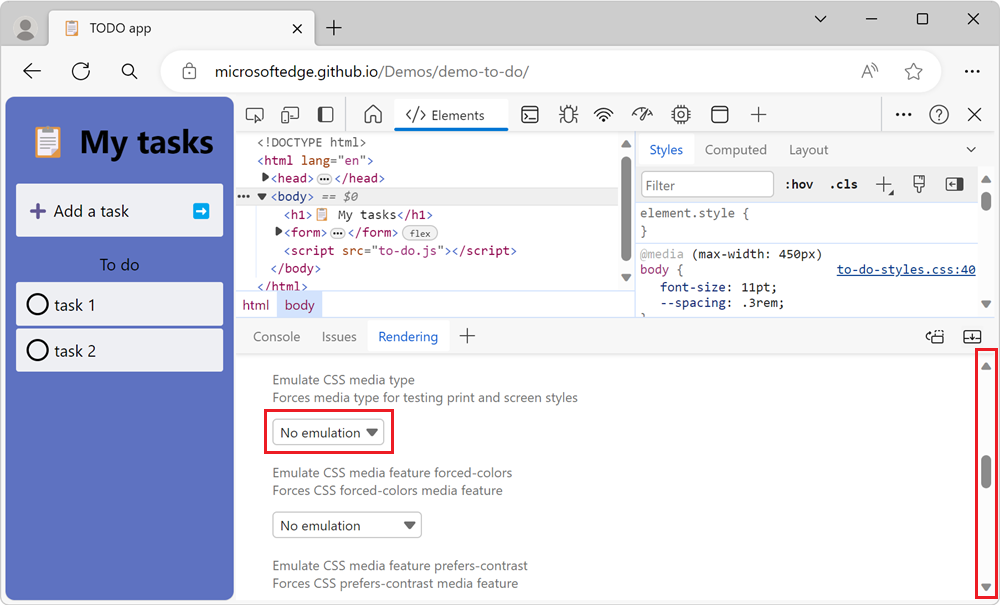 TODO app
microsoftedge.github.io/Demos/demo-to-do/
My tasks
Add a task
To do
task 1
task 2
Elements
<!DOCTYPE html>
<html lang="en">
<head> ••• </head>
••• <body> == $0
<h1>📋 My tasks</h1>
<form> ••• </form> flex
<script src="to-do.js"></script>
</body>
</html>
html body
Styles Computed Layout
Filter :hov .cls
element.style {
}
@media (max-width: 450px)
body { to-do-styles.css:40
font-size: 11pt;
--spacing: .3rem;
}
Console Issues Rendering
Emulate CSS media type
Forces media type for testing print and screen styles
No emulation
Emulate CSS media feature forced-colors
Forces CSS forced-colors media feature
No emulation
Emulate CSS media feature prefers-contrast
Forces CSS prefers-contrast media feature